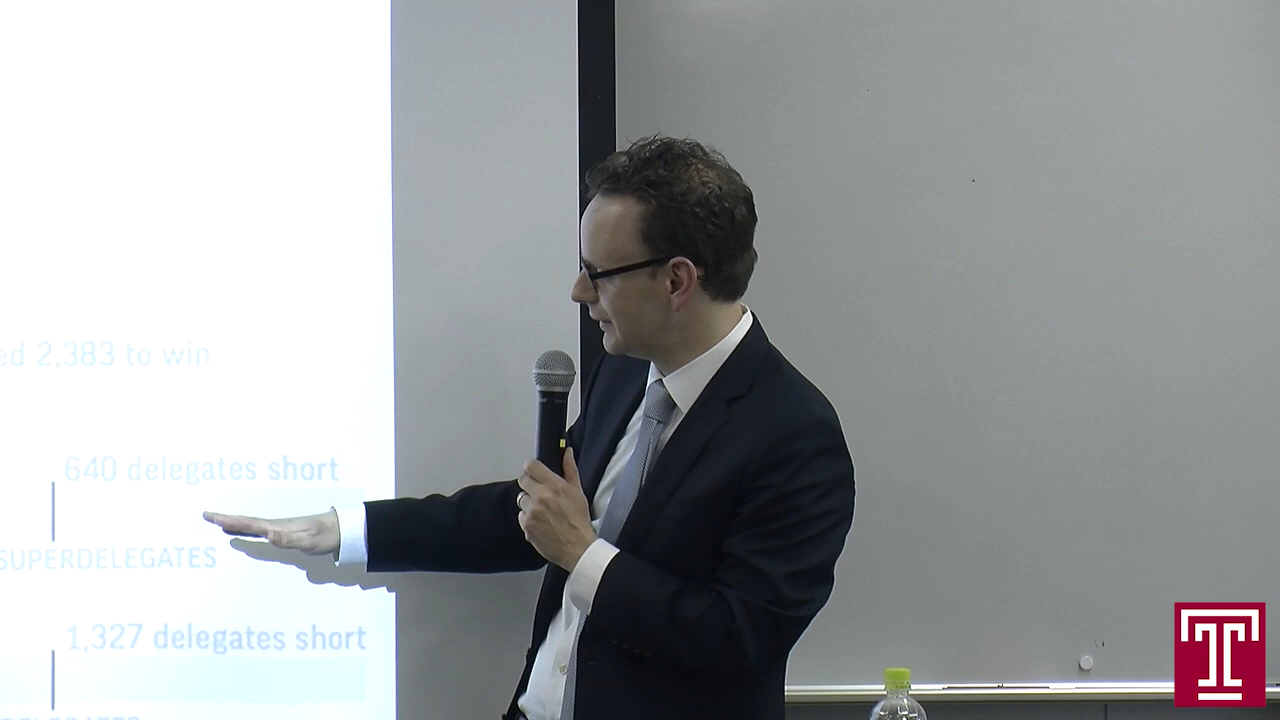 ed 2,383 to win
640 delegates short
SUPERDELEGATES
1,327 delegates short
T